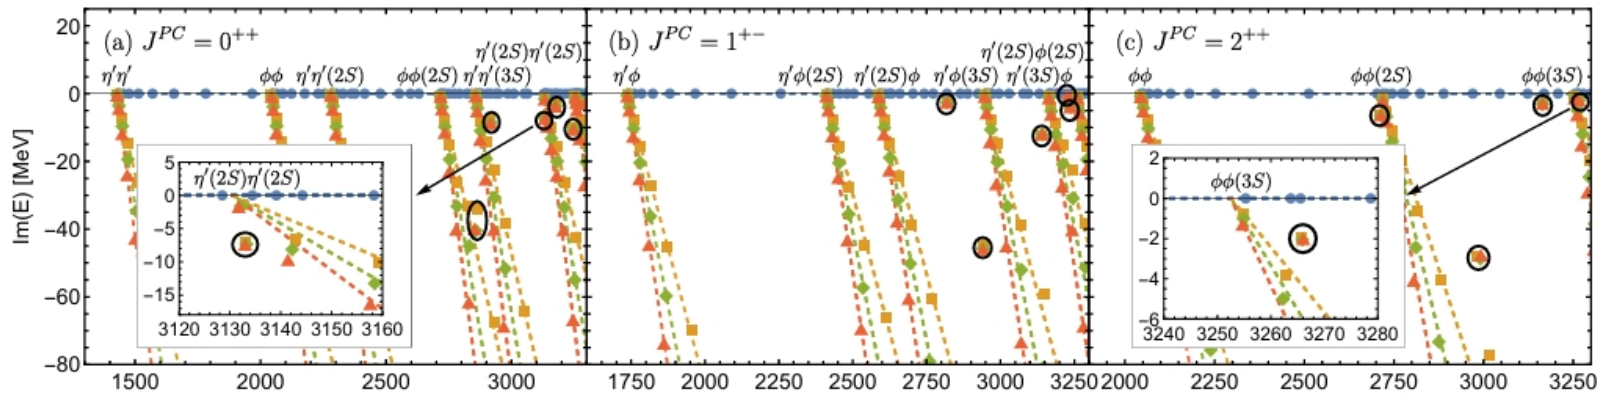 (a) J^{PC} = 0^{++}
η′(2S)η′(2S)
η′η′ ϕϕ η′η′(2S) ϕϕ(2S) η′η′(3S)
(b) J^{PC} = 1^{+-}
η′(2S)ϕ(2S)
η′ϕ η′ϕ(2S) η′(2S)ϕ η′ϕ(3S) η′(3S)ϕ
(c) J^{PC} = 2^{++}
ϕϕ ϕϕ(2S) ϕϕ(3S)
Im(E) [MeV]
20
0
−20
−40
−60
−80
η′(2S)η′(2S)
5
0
−5
−10
−15
3120 3130 3140 3150 3160
ϕϕ(3S)
2
0
−2
−4
−6
3240 3250 3260 3270 3280
1500 2000 2500 3000
1750 2000 2250 2500 2750 3000 3250
2000 2250 2500 2750 3000 3250